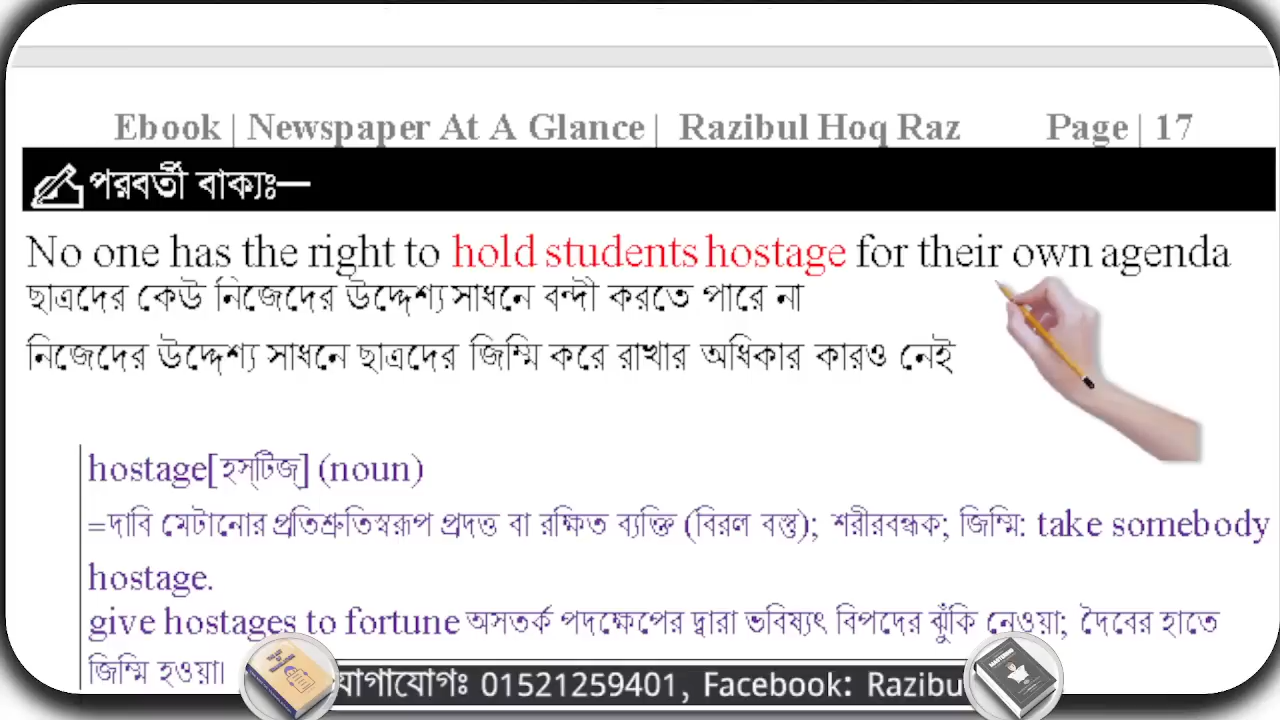 Ebook | Newspaper At A Glance | Razibul Hoq Raz Page | 17
পরবর্তী বাক্যঃ—
No one has the right to hold students hostage for their own agenda
ছাত্রদের কেউ নিজেদের উদ্দেশ্য সাধনে বন্দী করতে পারে না
নিজেদের উদ্দেশ্য সাধনে ছাত্রদের জিম্মি করে রাখার অধিকার কারও নেই
hostage[হস্‌টিজ্] (noun)
=দাবি মেটানোর প্রতিশ্রুতিস্বরূপ প্রদত্ত বা রক্ষিত ব্যক্তি (বিরল বস্তু); শরীরবন্ধক; জিম্মি: take somebody
hostage.
give hostages to fortune অসতর্ক পদক্ষেপের দ্বারা ভবিষ্যৎ বিপদের ঝুঁকি নেওয়া; দৈবের হাতে
জিম্মি হওয়া।
যাগাযোগঃ 01521259401, Facebook: Razibu